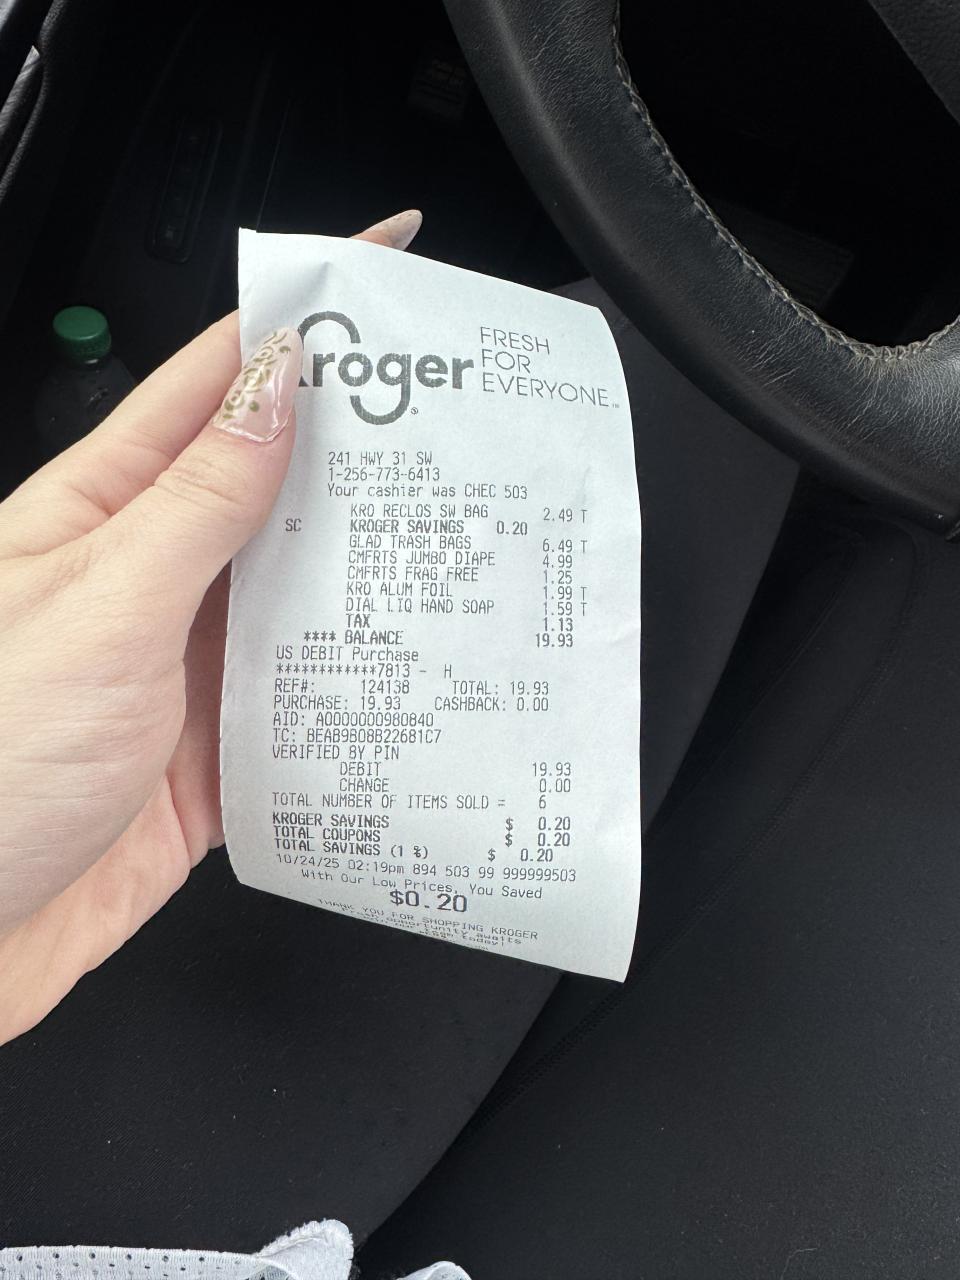 Kroger
FRESH
FOR
EVERYONE™
241 HWY 31 SW
1-256-773-6413
Your cashier was CHEC 503
KRO RECLOS SW BAG 2.49 T
SC KROGER SAVINGS 0.20
GLAD TRASH BAGS 6.49 T
CMFRTS JUMBO DIAPE 4.99
CMFRTS FRAG FREE 1.25
KRO ALUM FOIL 1.99 T
DIAL LIQ HAND SOAP 1.59 T
TAX 1.13
**** BALANCE 19.93
US DEBIT Purchase
************7813 - H
REF#: 124138 TOTAL: 19.93
PURCHASE: 19.93 CASHBACK: 0.00
AID: A0000000980840
TC: BEAB9B08B22681C7
VERIFIED BY PIN
DEBIT 19.93
CHANGE 0.00
TOTAL NUMBER OF ITEMS SOLD = 6
KROGER SAVINGS $ 0.20
TOTAL COUPONS $ 0.20
TOTAL SAVINGS (1 %) $ 0.20
10/24/25 02:19pm 894 503 99 999999503
With Our Low Prices, You Saved
$0.20
THANK YOU FOR SHOPPING KROGER
Fresh opportunity awaits
team today!